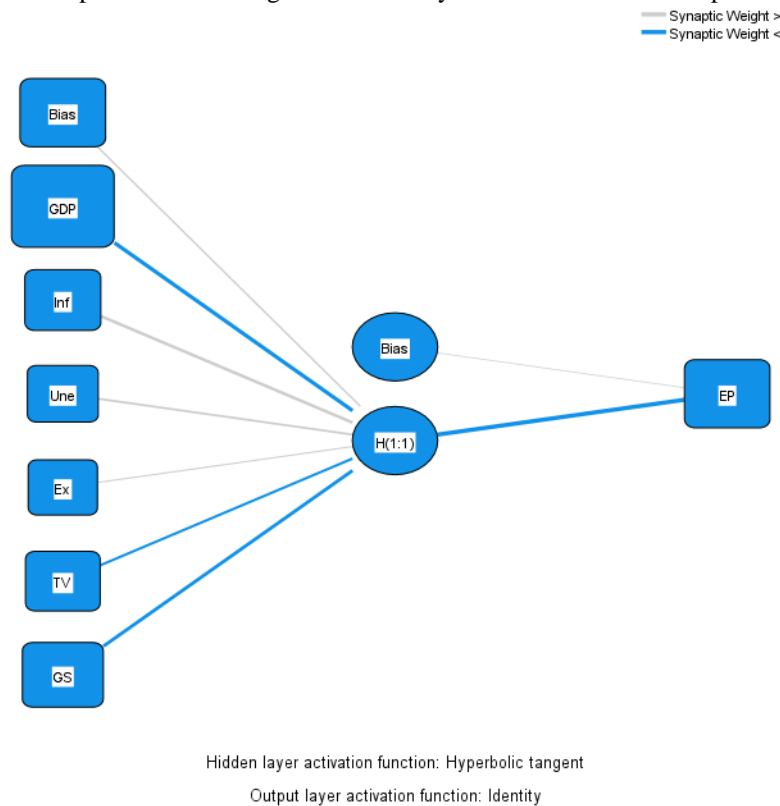 Synaptic Weight >
Synaptic Weight <
Bias
GDP
Inf
Une
Ex
TV
GS
Bias
H(1:1)
EP
Hidden layer activation function: Hyperbolic tangent
Output layer activation function: Identity